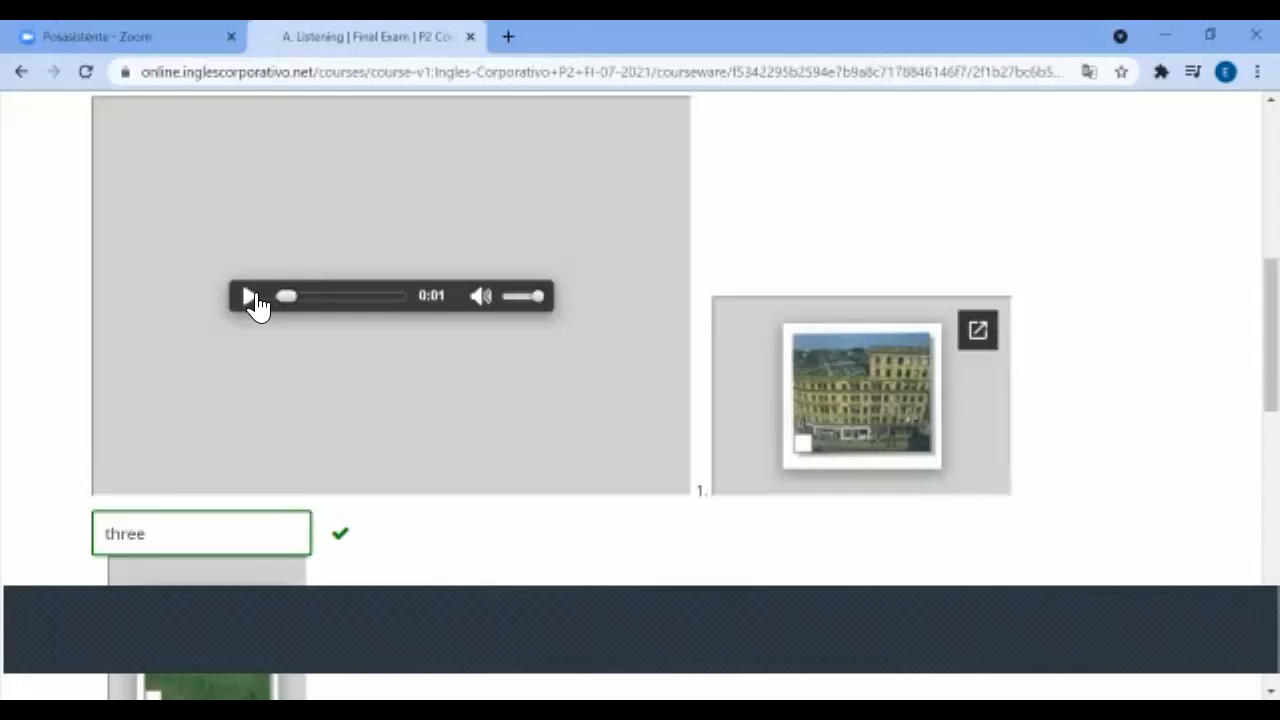 Posasistente - Zoom
A. Listening | Final Exam | P2 Co
online.inglescorporativo.net/courses/course-v1:Ingles-Corporativo+P2+FI-07-2021/courseware/f5342295b2594e7b9a8c7178846146f7/2f1b27bc6b5...
E
0:01
1.
three